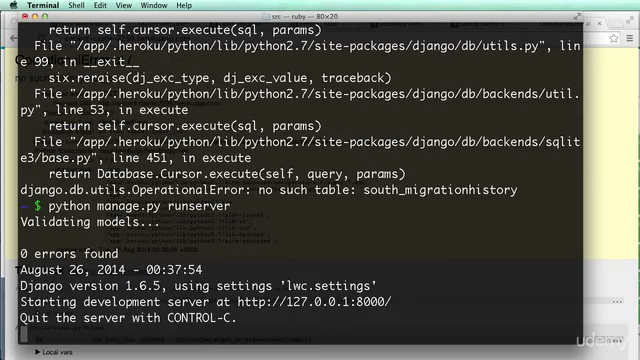 Terminal Shell Edit View Window Help
src — ruby — 80×20
return self.cursor.execute(sql, params)
File "/app/.heroku/python/lib/python2.7/site-packages/django/db/utils.py", lin
e 99, in __exit__
six.reraise(dj_exc_type, dj_exc_value, traceback)
File "/app/.heroku/python/lib/python2.7/site-packages/django/db/backends/util.
py", line 53, in execute
return self.cursor.execute(sql, params)
File "/app/.heroku/python/lib/python2.7/site-packages/django/db/backends/sqlit
e3/base.py", line 451, in execute
return Database.Cursor.execute(self, query, params)
django.db.utils.OperationalError: no such table: south_migrationhistory
~ $ python manage.py runserver
Validating models...
0 errors found
August 26, 2014 - 00:37:54
Django version 1.6.5, using settings 'lwc.settings'
Starting development server at http://127.0.0.1:8000/
Quit the server with CONTROL-C.
▶ Local vars
udemy